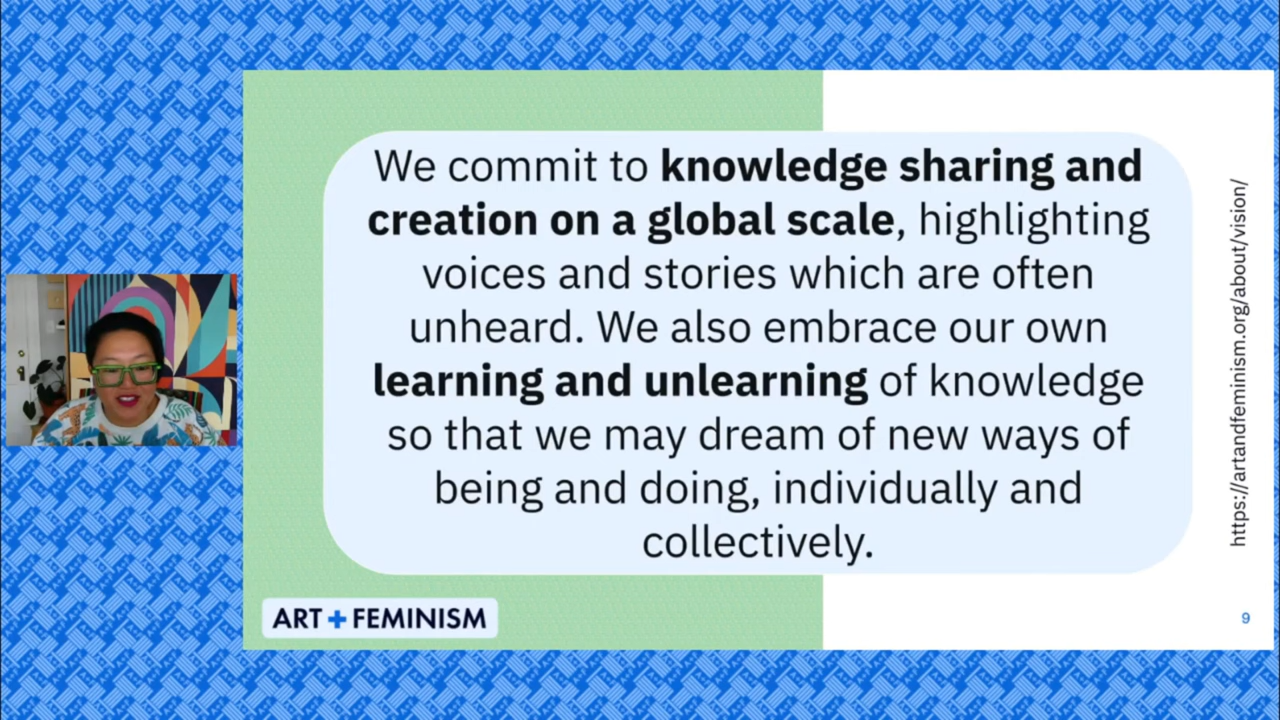 We commit to knowledge sharing and
creation on a global scale, highlighting
voices and stories which are often
unheard. We also embrace our own
learning and unlearning of knowledge
so that we may dream of new ways of
being and doing, individually and
collectively.
https://artandfeminism.org/about/vision/
ART + FEMINISM
9